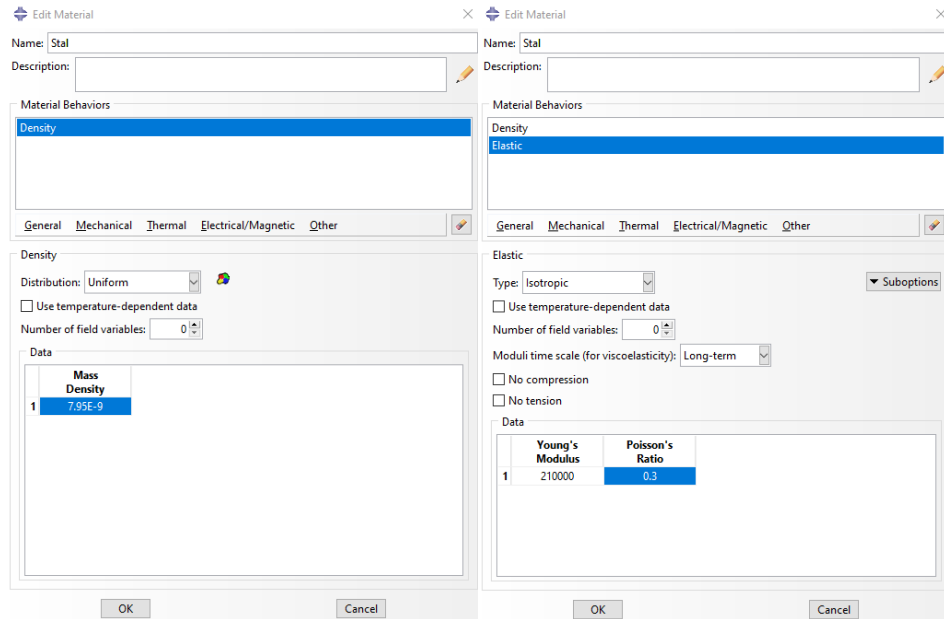 Edit Material
Name: Stal
Description:
Material Behaviors
Density
General Mechanical Thermal Electrical/Magnetic Other
Density
Distribution: Uniform
Use temperature-dependent data
Number of field variables: 0
Data
Mass
Density
1 7.95E-9
OK Cancel
Edit Material
Name: Stal
Description:
Material Behaviors
Density
Elastic
General Mechanical Thermal Electrical/Magnetic Other
Elastic
Type: Isotropic Suboptions
Use temperature-dependent data
Number of field variables: 0
Moduli time scale (for viscoelasticity): Long-term
No compression
No tension
Data
Young's Poisson's
Modulus Ratio
1 210000 0.3
OK Cancel